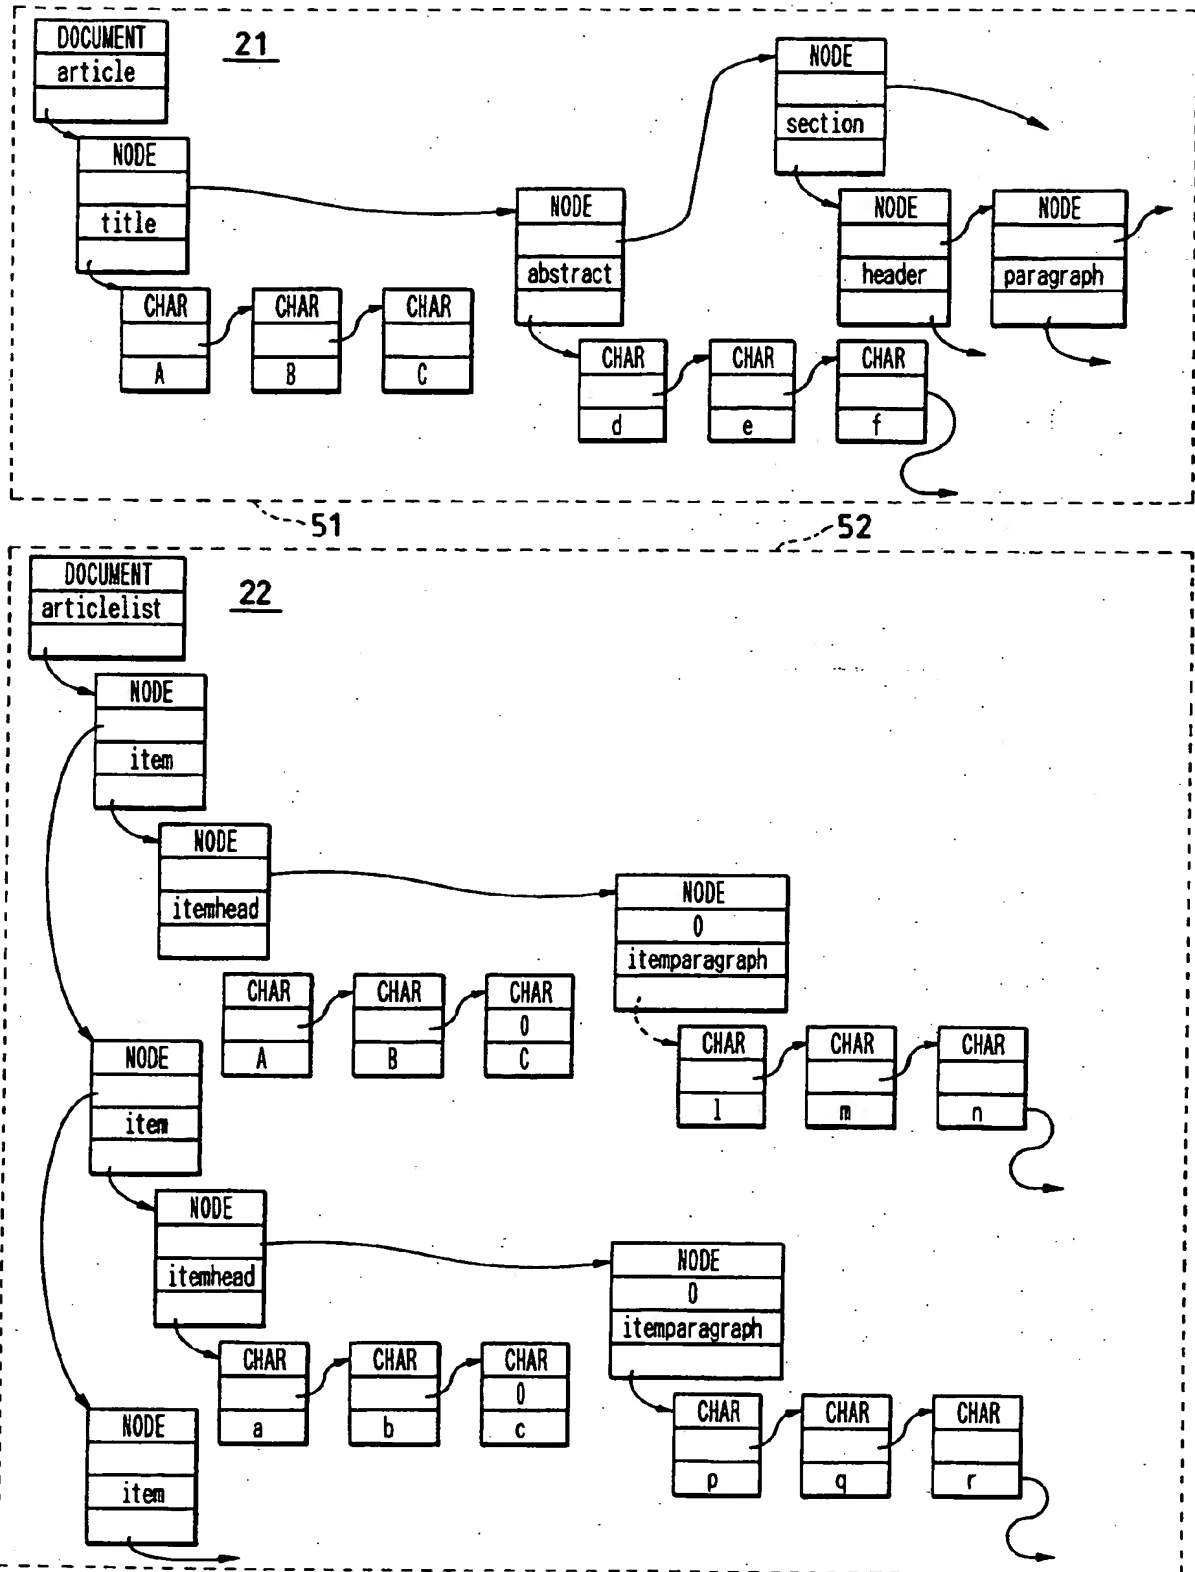 DOCUMENT
article
21
NODE
section
NODE
title
NODE
abstract
NODE
header
NODE
paragraph
CHAR
A
CHAR
B
CHAR
C
CHAR
d
CHAR
e
CHAR
f
51
52
DOCUMENT
articlelist
22
NODE
item
NODE
itemhead
NODE
0
itemparagraph
CHAR
A
CHAR
B
CHAR
0
C
CHAR
l
CHAR
m
CHAR
n
NODE
item
NODE
itemhead
NODE
0
itemparagraph
CHAR
a
CHAR
b
CHAR
0
c
CHAR
p
CHAR
q
CHAR
r
NODE
item